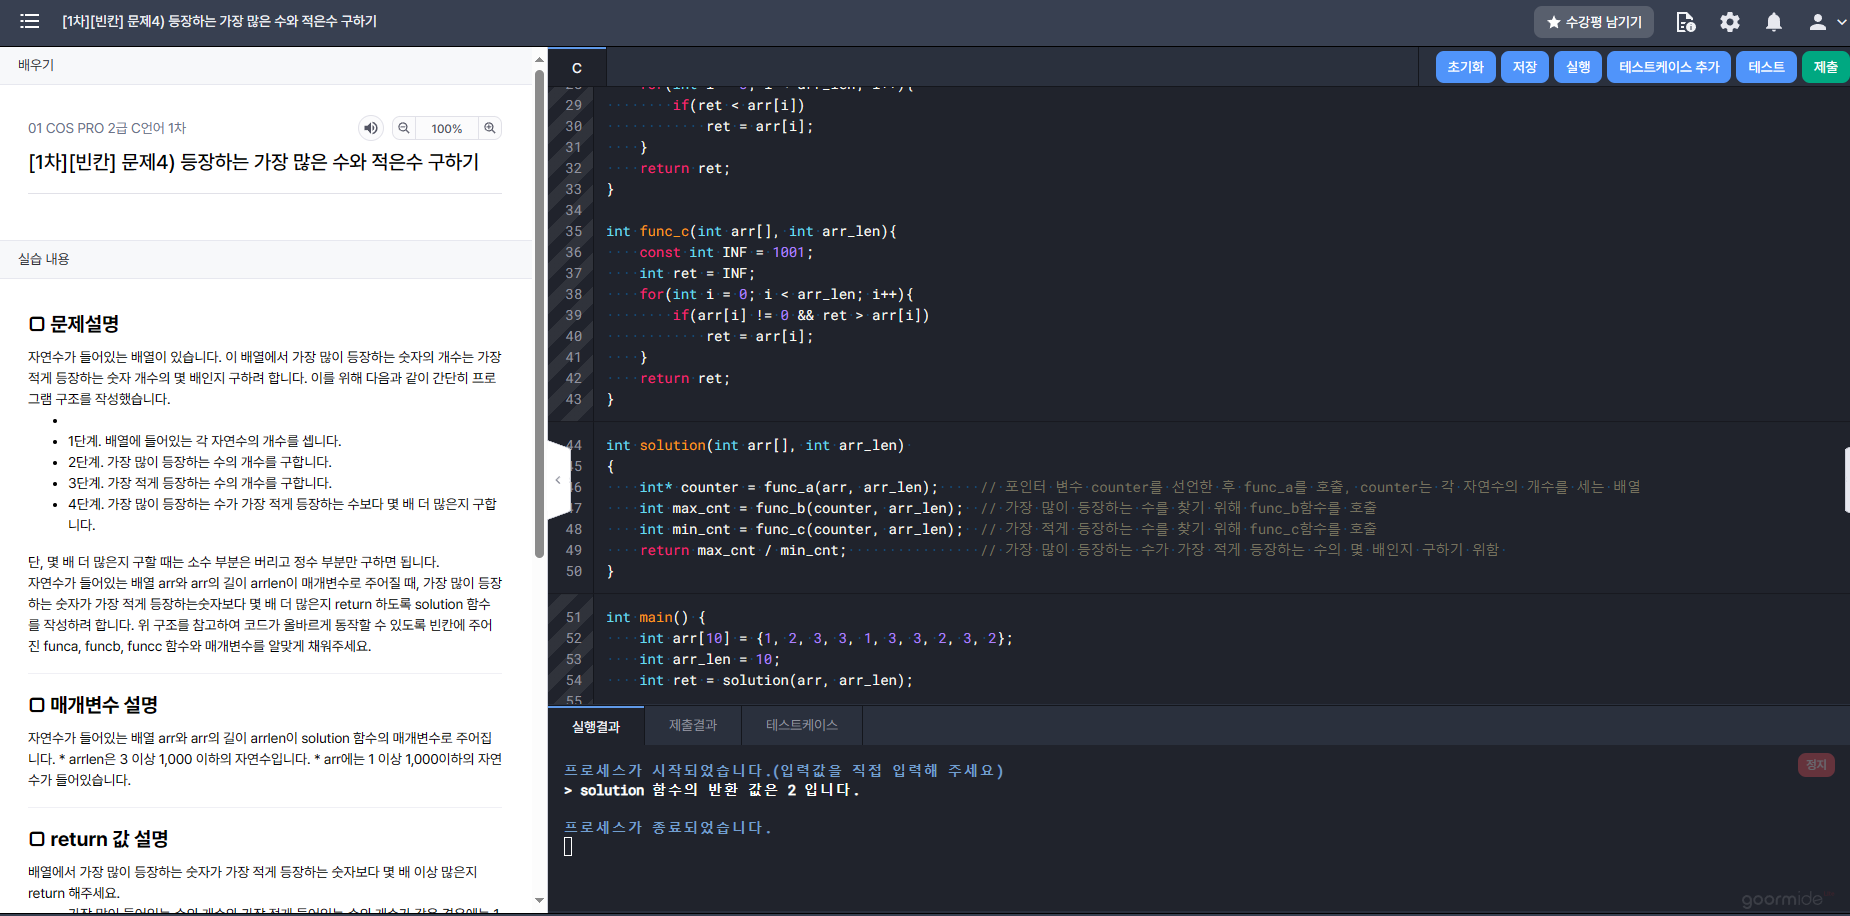 [1차][빈칸] 문제4) 등장하는 가장 많은 수와 적은수 구하기
★ 수강평 남기기
배우기
01 COS PRO 2급 C언어 1차
100%
[1차][빈칸] 문제4) 등장하는 가장 많은 수와 적은수 구하기
실습 내용
문제설명
자연수가 들어있는 배열이 있습니다. 이 배열에서 가장 많이 등장하는 숫자의 개수는 가장
적게 등장하는 숫자 개수의 몇 배인지 구하려 합니다. 이를 위해 다음과 같이 간단히 프로
그램 구조를 작성했습니다.
•
• 1단계. 배열에 들어있는 각 자연수의 개수를 셉니다.
• 2단계. 가장 많이 등장하는 수의 개수를 구합니다.
• 3단계. 가장 적게 등장하는 수의 개수를 구합니다.
• 4단계. 가장 많이 등장하는 수가 가장 적게 등장하는 수보다 몇 배 더 많은지 구합
니다.
단, 몇 배 더 많은지 구할 때는 소수 부분은 버리고 정수 부분만 구하면 됩니다.
자연수가 들어있는 배열 arr와 arr의 길이 arrlen이 매개변수로 주어질 때, 가장 많이 등장
하는 숫자가 가장 적게 등장하는숫자보다 몇 배 더 많은지 return 하도록 solution 함수
를 작성하려 합니다. 위 구조를 참고하여 코드가 올바르게 동작할 수 있도록 빈칸에 주어
진 funca, funcb, funcc 함수와 매개변수를 알맞게 채워주세요.
매개변수 설명
자연수가 들어있는 배열 arr와 arr의 길이 arrlen이 solution 함수의 매개변수로 주어집
니다. * arrlen은 3 이상 1,000 이하의 자연수입니다. * arr에는 1 이상 1,000이하의 자연
수가 들어있습니다.
return 값 설명
배열에서 가장 많이 등장하는 숫자가 가장 적게 등장하는 숫자보다 몇 배 이상 많은지
return 해주세요.
C
초기화 저장 실행 테스트케이스 추가 테스트 제출
29 if(ret < arr[i])
30 ret = arr[i];
31 }
32 return ret;
33 }
34
35 int func_c(int arr[], int arr_len){
36 const int INF = 1001;
37 int ret = INF;
38 for(int i = 0; i < arr_len; i++){
39 if(arr[i] != 0 && ret > arr[i])
40 ret = arr[i];
41 }
42 return ret;
43 }
44 int solution(int arr[], int arr_len)
5 {
6 int* counter = func_a(arr, arr_len); // 포인터 변수 counter를 선언한 후 func_a를 호출, counter는 각 자연수의 개수를 세는 배열
7 int max_cnt = func_b(counter, arr_len); // 가장 많이 등장하는 수를 찾기 위해 func_b함수를 호출
48 int min_cnt = func_c(counter, arr_len); // 가장 적게 등장하는 수를 찾기 위해 func_c함수를 호출
49 return max_cnt / min_cnt; // 가장 많이 등장하는 수가 가장 적게 등장하는 수의 몇 배인지 구하기 위함
50 }
51 int main() {
52 int arr[10] = {1, 2, 3, 3, 1, 3, 3, 2, 3, 2};
53 int arr_len = 10;
54 int ret = solution(arr, arr_len);
55
실행결과 제출결과 테스트케이스
프로세스가 시작되었습니다.(입력값을 직접 입력해 주세요)
정지
> solution 함수의 반환 값은 2 입니다.
프로세스가 종료되었습니다.
goormide